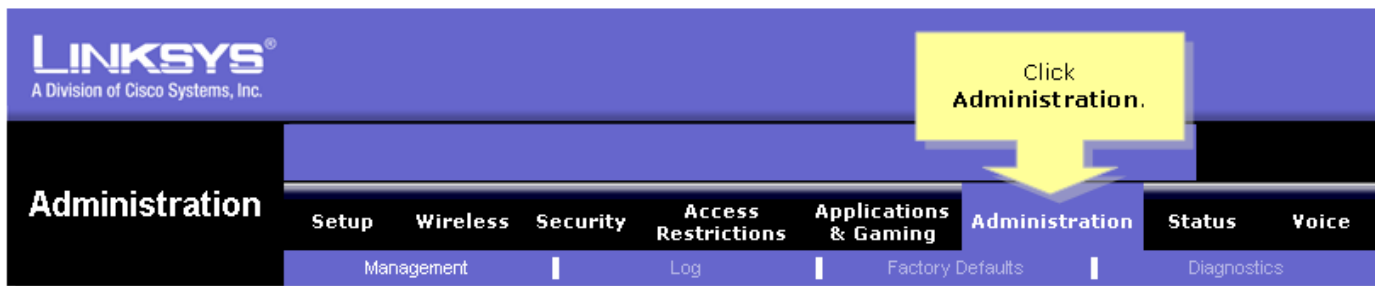 LINKSYS®
A Division of Cisco Systems, Inc.
Click
Administration.
Administration
Setup
Wireless
Security
Access
Restrictions
Applications
& Gaming
Administration
Status
Voice
Management
Log
Factory Defaults
Diagnostics